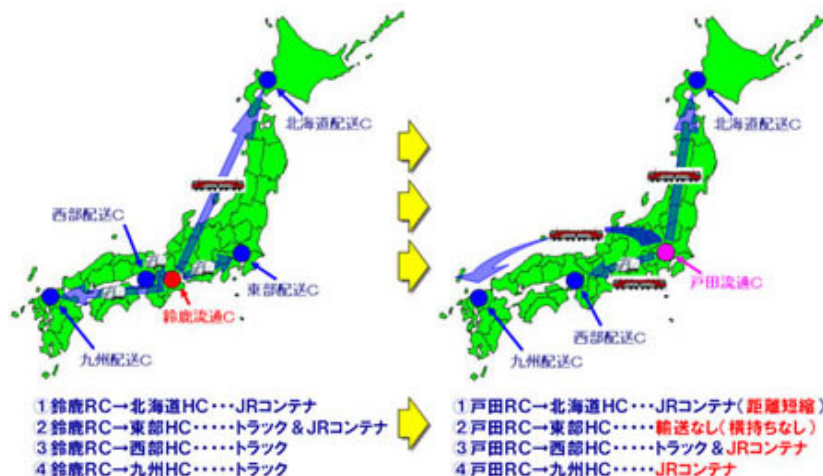 北海道配送C
西部配送C
東部配送C
鈴鹿流通C
九州配送C
①鈴鹿RC→北海道HC・・・JRコンテナ
②鈴鹿RC→東部HC・・・・・トラック&JRコンテナ
③鈴鹿RC→西部HC・・・・・トラック
④鈴鹿RC→九州HC・・・・・トラック
北海道配送C
戸田流通C
西部配送C
九州配送C
①戸田RC→北海道HC・・・JRコンテナ(距離短縮)
②戸田RC→東部HC・・・・・輸送なし(横持ちなし)
③戸田RC→西部HC・・・・・トラック&JRコンテナ
④戸田RC→九州HC・・・・・JRコンテナ